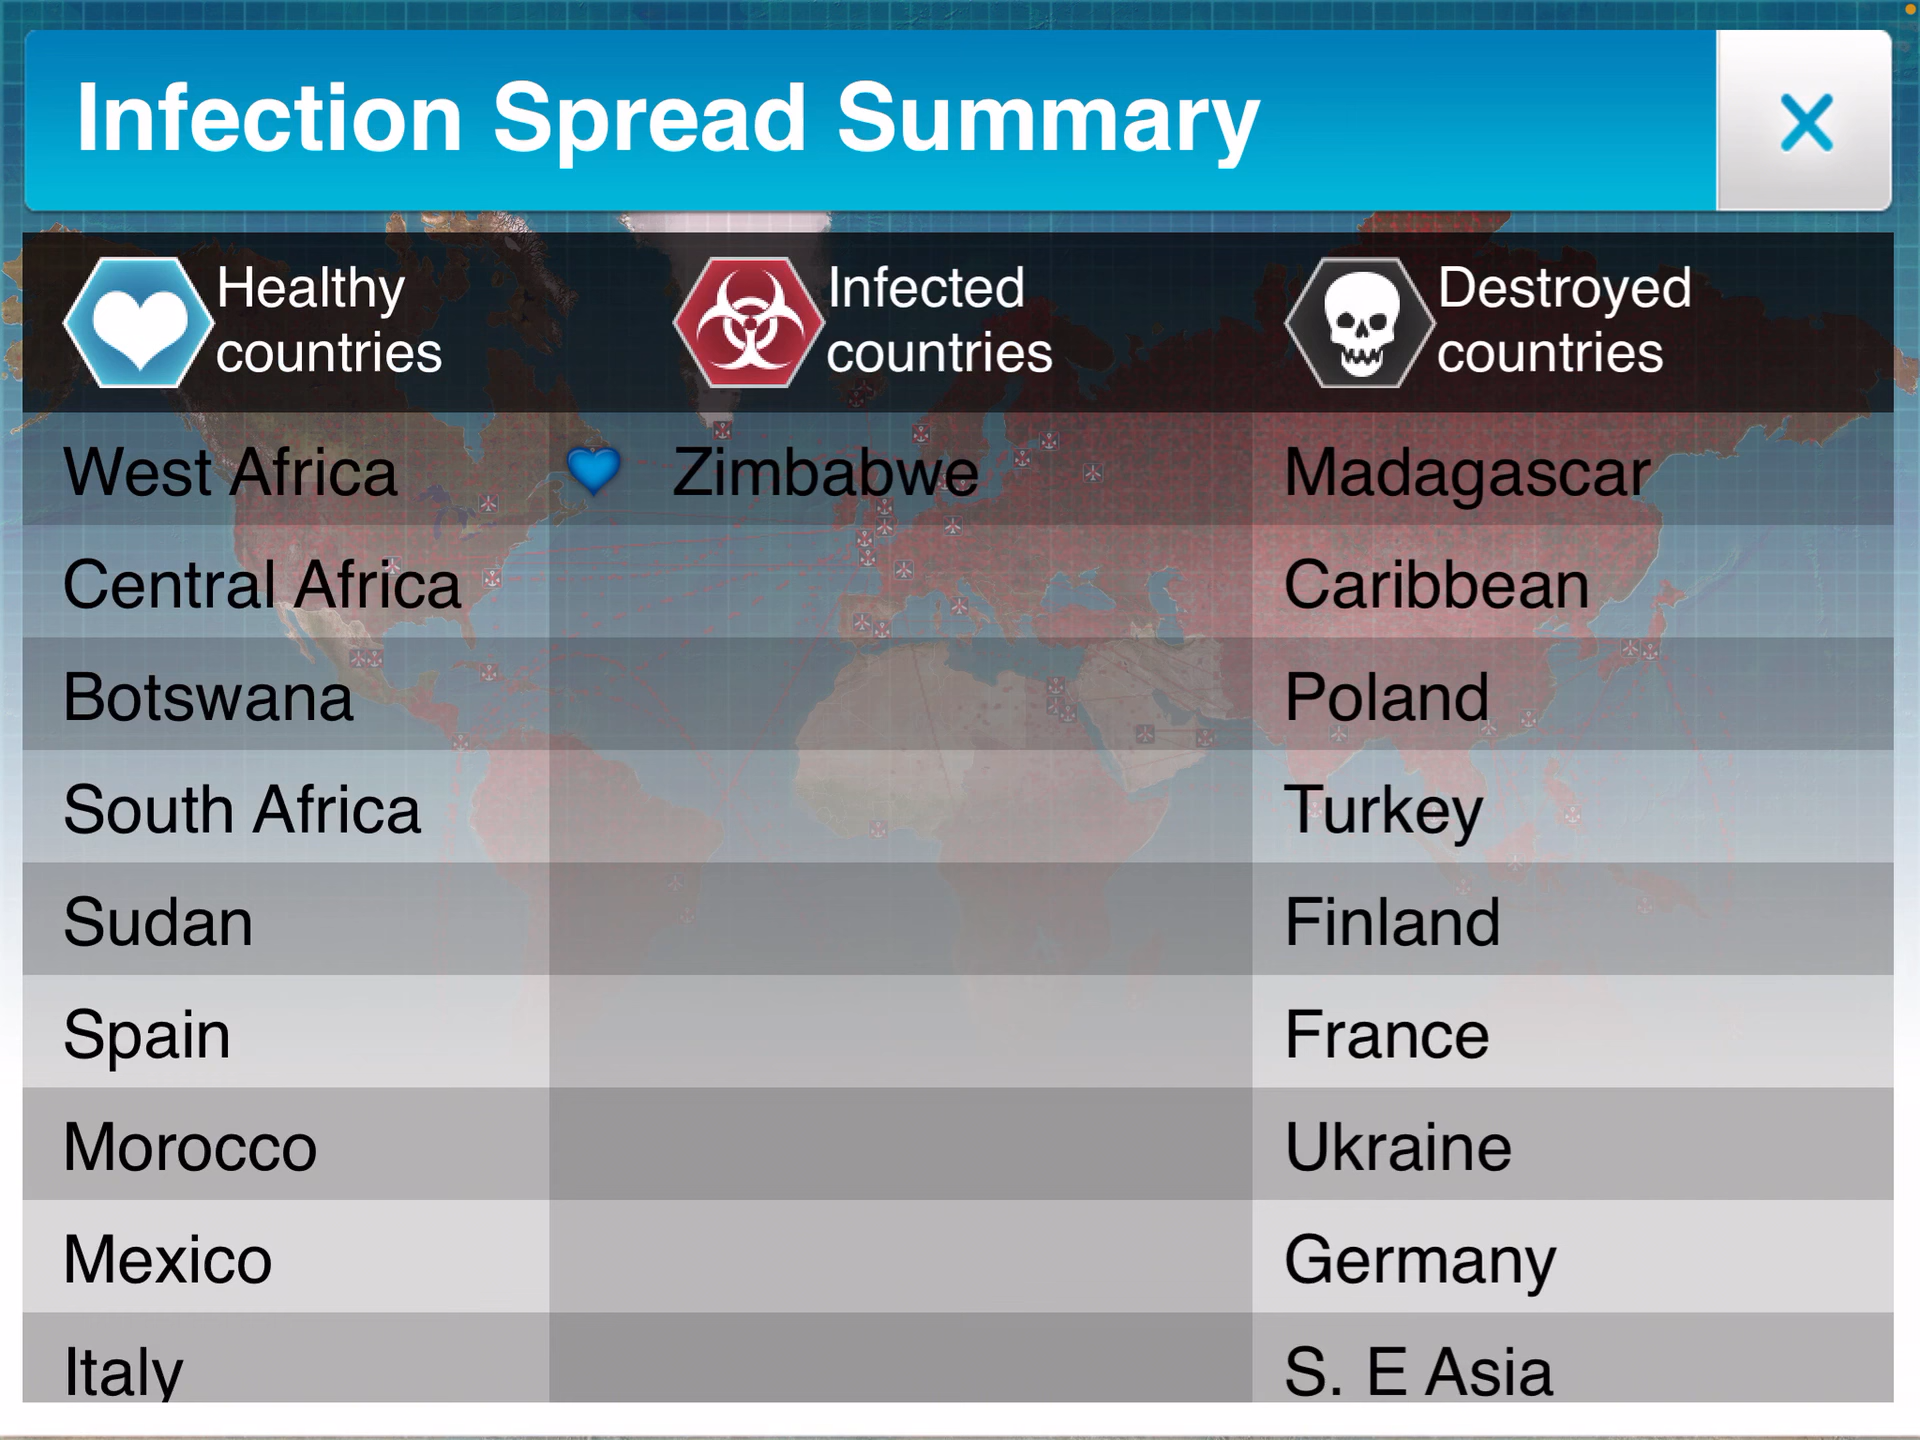 Infection Spread Summary
Healthy
countries
Infected
countries
Destroyed
countries
West Africa
Zimbabwe
Madagascar
Central Africa
Caribbean
Botswana
Poland
South Africa
Turkey
Sudan
Finland
Spain
France
Morocco
Ukraine
Mexico
Germany
Italy
S. E Asia